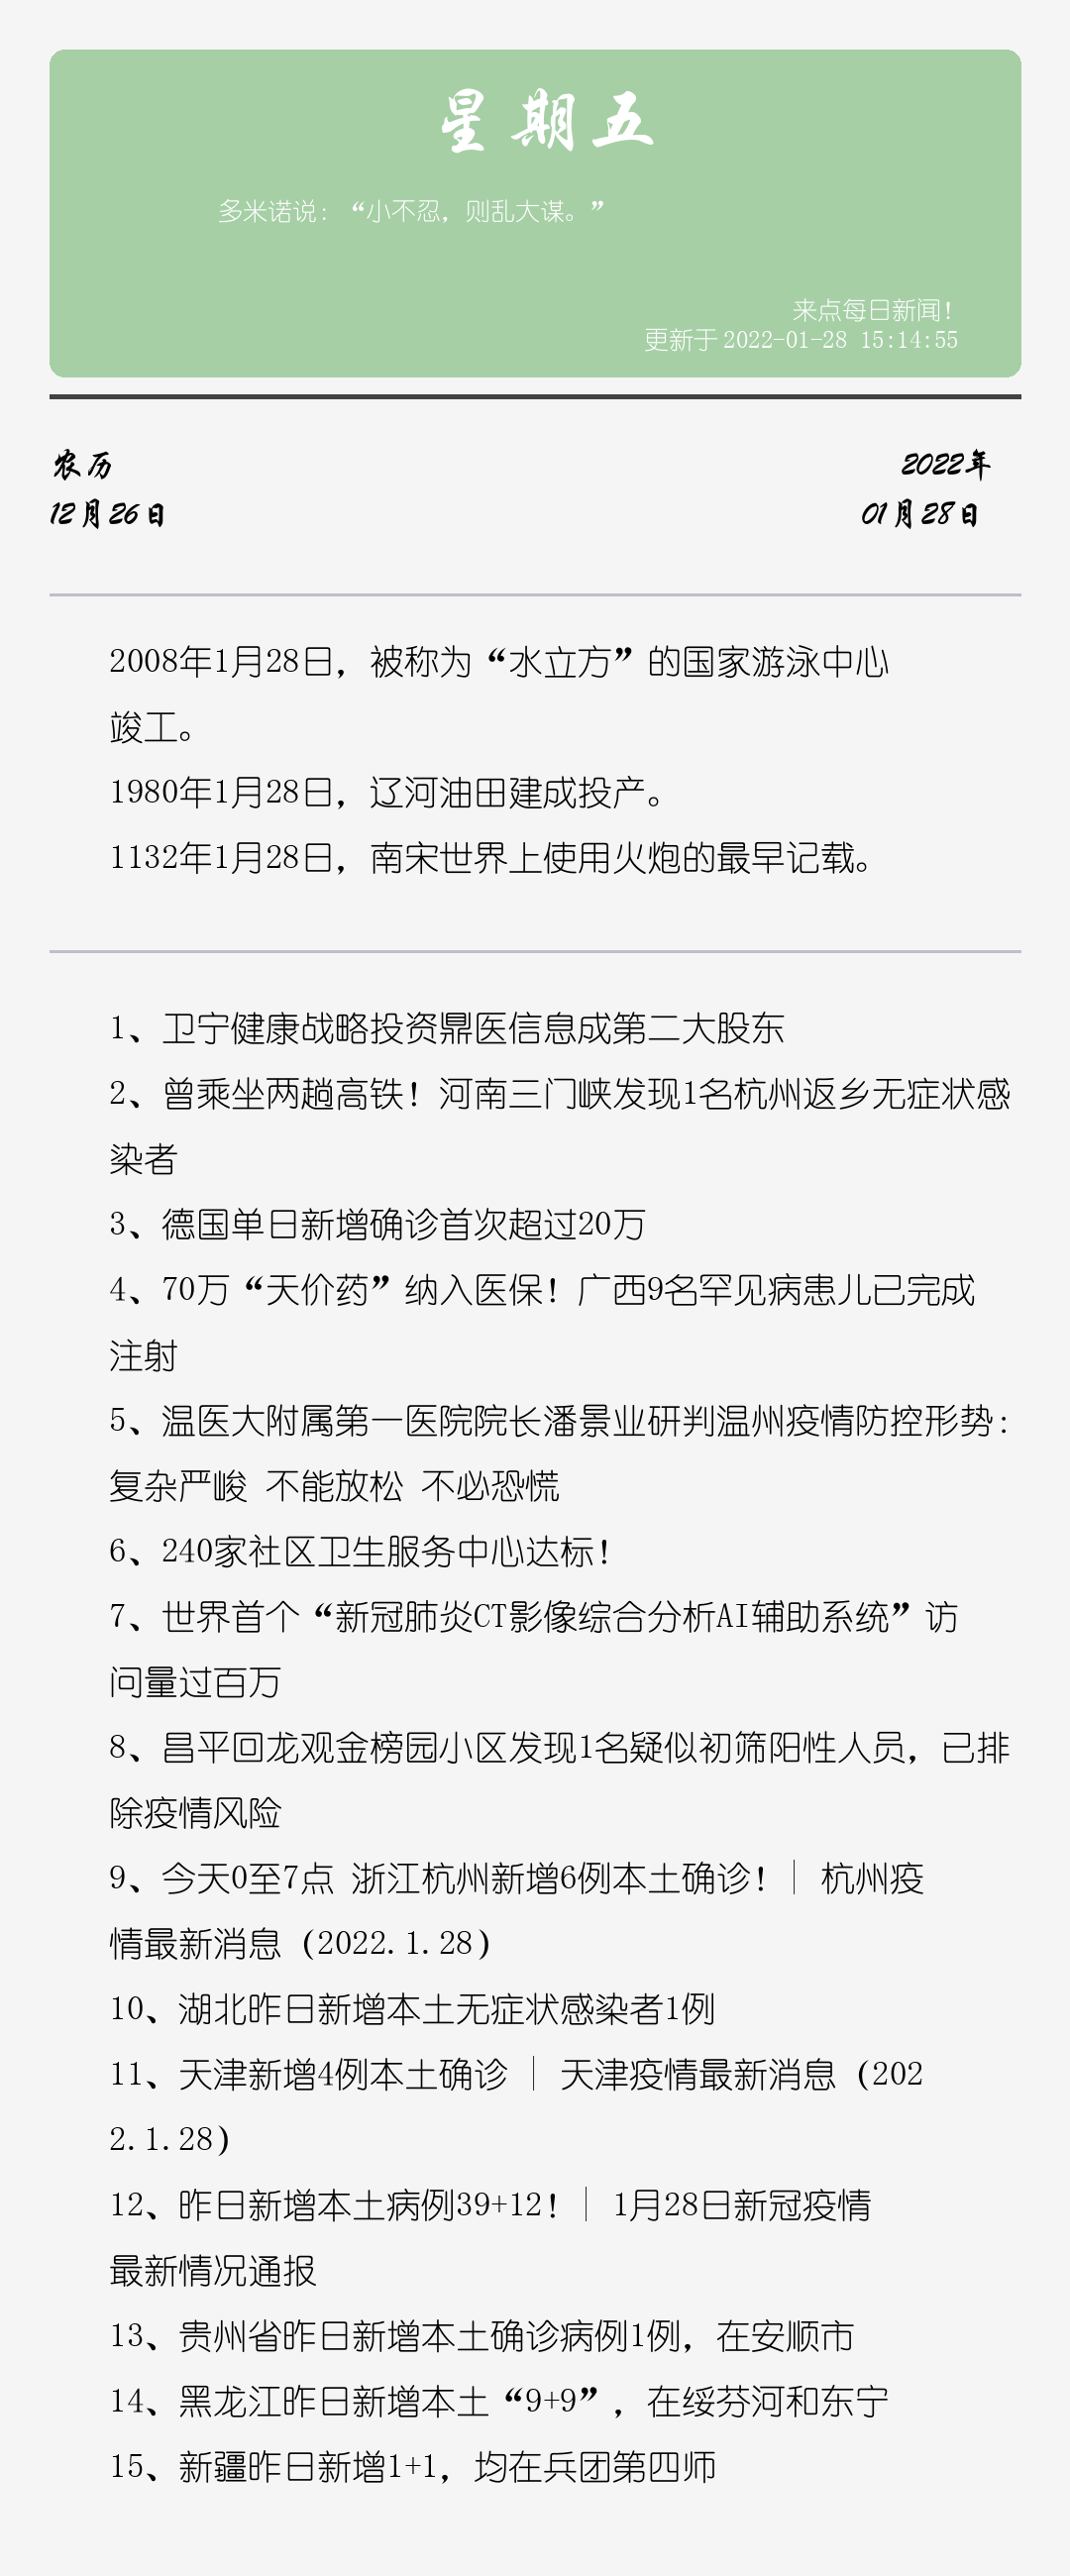 星期五
多米诺说：“小不忍，则乱大谋。”
来点每日新闻！
更新于 2022-01-28 15:14:55
农历
2022年
12月26日
01月28日
2008年1月28日，被称为“水立方”的国家游泳中心
竣工。
1980年1月28日，辽河油田建成投产。
1132年1月28日，南宋世界上使用火炮的最早记载。
1、卫宁健康战略投资鼎医信息成第二大股东
2、曾乘坐两趟高铁！河南三门峡发现1名杭州返乡无症状感
染者
3、德国单日新增确诊首次超过20万
4、70万“天价药”纳入医保！广西9名罕见病患儿已完成
注射
5、温医大附属第一医院院长潘景业研判温州疫情防控形势：
复杂严峻 不能放松 不必恐慌
6、240家社区卫生服务中心达标！
7、世界首个“新冠肺炎CT影像综合分析AI辅助系统”访
问量过百万
8、昌平回龙观金榜园小区发现1名疑似初筛阳性人员，已排
除疫情风险
9、今天0至7点 浙江杭州新增6例本土确诊！｜ 杭州疫
情最新消息（2022.1.28）
10、湖北昨日新增本土无症状感染者1例
11、天津新增4例本土确诊 ｜ 天津疫情最新消息（202
2.1.28）
12、昨日新增本土病例39+12！｜ 1月28日新冠疫情
最新情况通报
13、贵州省昨日新增本土确诊病例1例，在安顺市
14、黑龙江昨日新增本土“9+9”，在绥芬河和东宁
15、新疆昨日新增1+1，均在兵团第四师